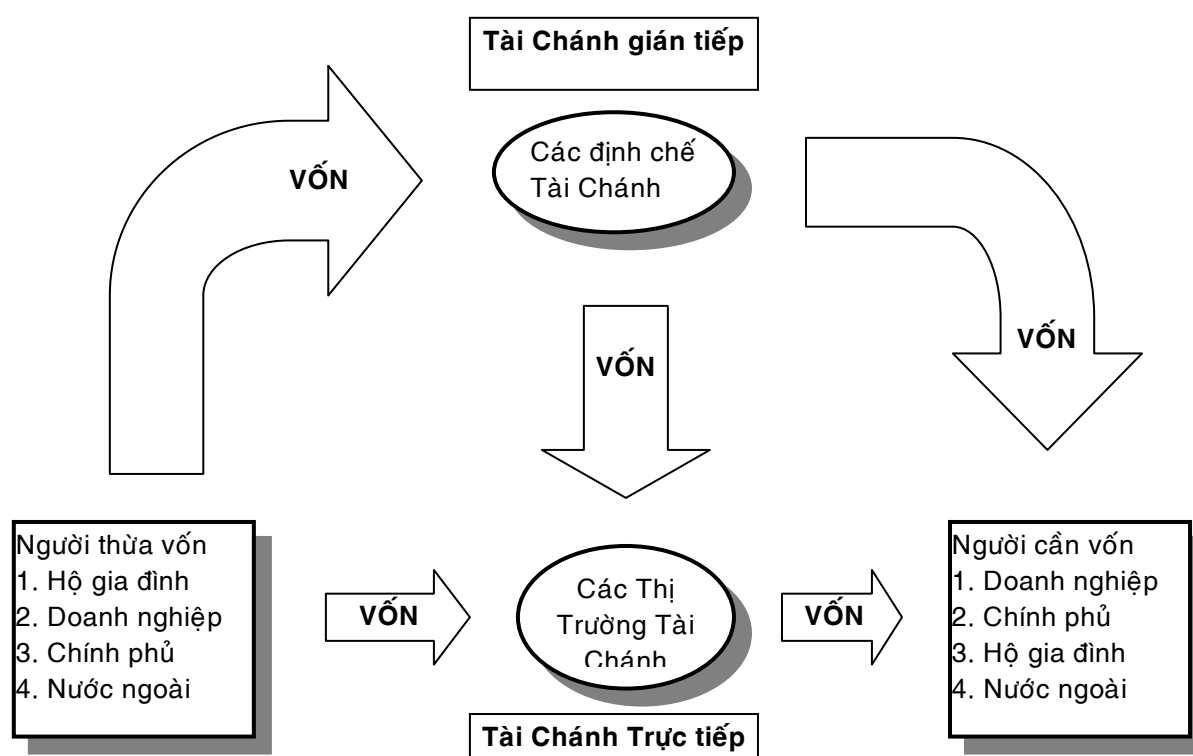 Tài Chánh gián tiếp
Các định chế
Tài Chánh
VỐN
VỐN
VỐN
Người thừa vốn
1. Hộ gia đình
2. Doanh nghiệp
3. Chính phủ
4. Nước ngoài
VỐN
Các Thị
Trường Tài
Chánh
VỐN
Người cần vốn
1. Doanh nghiệp
2. Chính phủ
3. Hộ gia đình
4. Nước ngoài
Tài Chánh Trực tiếp